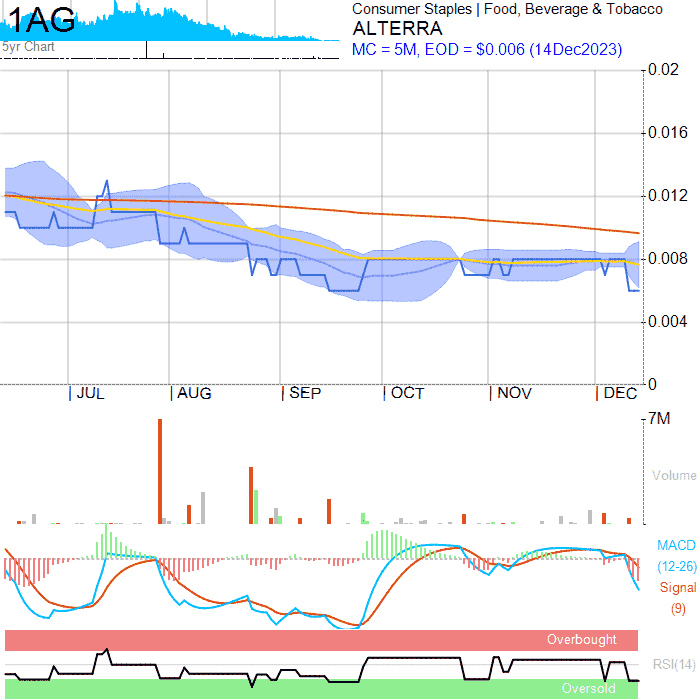 1AG
Consumer Staples | Food, Beverage & Tobacco
ALTERRA
5yr Chart
MC = 5M, EOD = $0.006 (14Dec2023)
0.02
0.016
0.012
0.008
0.004
0
| JUL | AUG | SEP | OCT | NOV | DEC
7M
Volume
MACD
(12-26)
Signal
(9)
Overbought
RSI(14)
Oversold